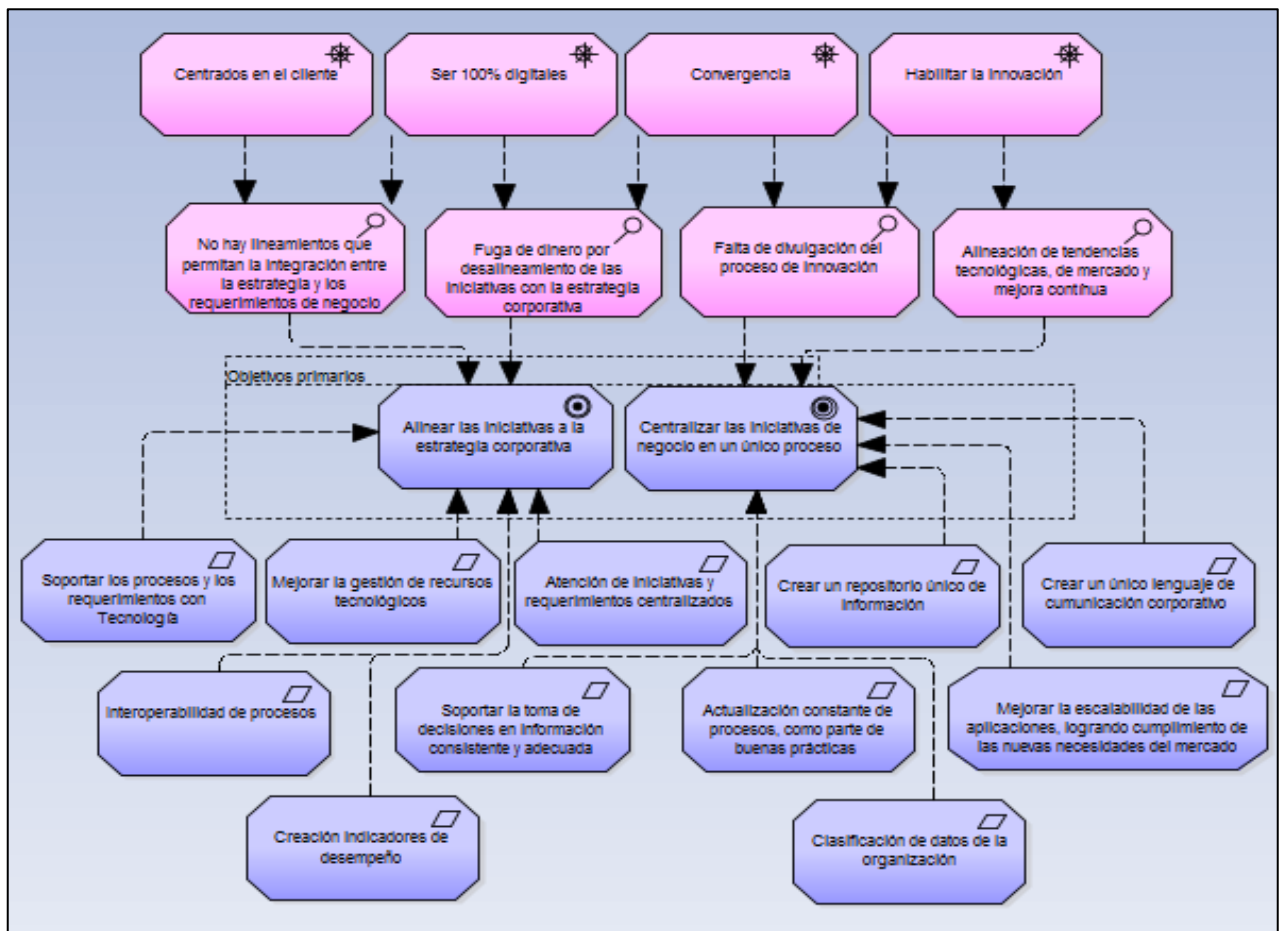 Centrados en el cliente
Ser 100% digitales
Convergencia
Habilitar la innovación
No hay lineamientos que
permitan la integración entre
la estrategia y los
requerimientos de negocio
Fuga de dinero por
desalineamiento de las
iniciativas con la estrategia
corporativa
Falta de divulgación del
proceso de innovación
Alineación de tendencias
tecnológicas, de mercado y
mejora contínua
Objetivos primarios
Alinear las iniciativas a la
estrategia corporativa
Centralizar las iniciativas de
negocio en un único proceso
Soportar los procesos y los
requerimientos con
Tecnología
Mejorar la gestión de recursos
tecnológicos
Atención de iniciativas y
requerimientos centralizados
Crear un repositorio único de
información
Crear un único lenguaje de
cumunicación corporativo
Interoperabilidad de procesos
Soportar la toma de
decisiones en información
consistente y adecuada
Actualización constante de
procesos, como parte de
buenas prácticas
Mejorar la escalabilidad de las
aplicaciones, logrando cumplimiento de
las nuevas necesidades del mercado
Creación indicadores de
desempeño
Clasificación de datos de la
organización